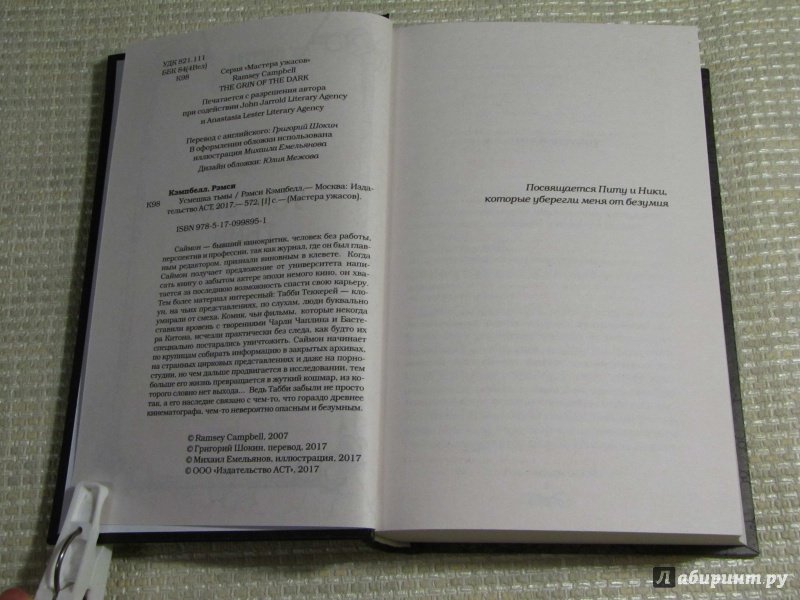 УДК 821.111
ББК 84(4Вел)
К98
Серия «Мастера ужасов»
Ramsey Campbell
THE GRIN OF THE DARK
Печатается с разрешения автора
при содействии John Jarrold Literary Agency
и Anastasia Lester Literary Agency
Перевод с английского: Григорий Шокин
В оформлении обложки использована
иллюстрация Михаила Емельянова
Дизайн обложки: Юлия Межова
Кэмпбелл, Рэмси
К98 Усмешка тьмы / Рэмси Кэмпбелл.— Москва: Изда-
тельство АСТ, 2017.— 572, [1] с.— (Мастера ужасов).
ISBN 978-5-17-099895-1
Саймон — бывший кинокритик, человек без работы,
перспектив и профессии, так как журнал, где он был глав-
ным редактором, признали виновным в клевете. Когда
Саймон получает предложение от университета напи-
сать книгу о забытом актере эпохи немого кино, он хва-
тается за последнюю возможность спасти свою карьеру.
Тем более материал интересный: Табби Теккерей — кло-
ун, на чьих представлениях, по слухам, люди буквально
умирали от смеха. Комик, чьи фильмы, которые некогда
ставили вровень с творениями Чарли Чаплина и Басте-
ра Китона, исчезли практически без следа, как будто их
специально постарались уничтожить. Саймон начинает
по крупицам собирать информацию в закрытых архивах,
на странных цирковых представлениях и даже на порно-
студии, но чем дальше продвигается в исследовании, тем
больше его жизнь превращается в жуткий кошмар, из ко-
торого словно нет выхода... Ведь Табби забыли не просто
так, а его наследие связано с чем-то, что гораздо древнее
кинематографа, чем-то невероятно опасным и безумным.
© Ramsey Campbell, 2007
© Григорий Шокин, перевод, 2017
© Михаил Емельянов, иллюстрация, 2017
© ООО «Издательство АСТ», 2017
Посвящается Питу и Ники,
которые уберегли меня от безумия
Лабиринт.ру